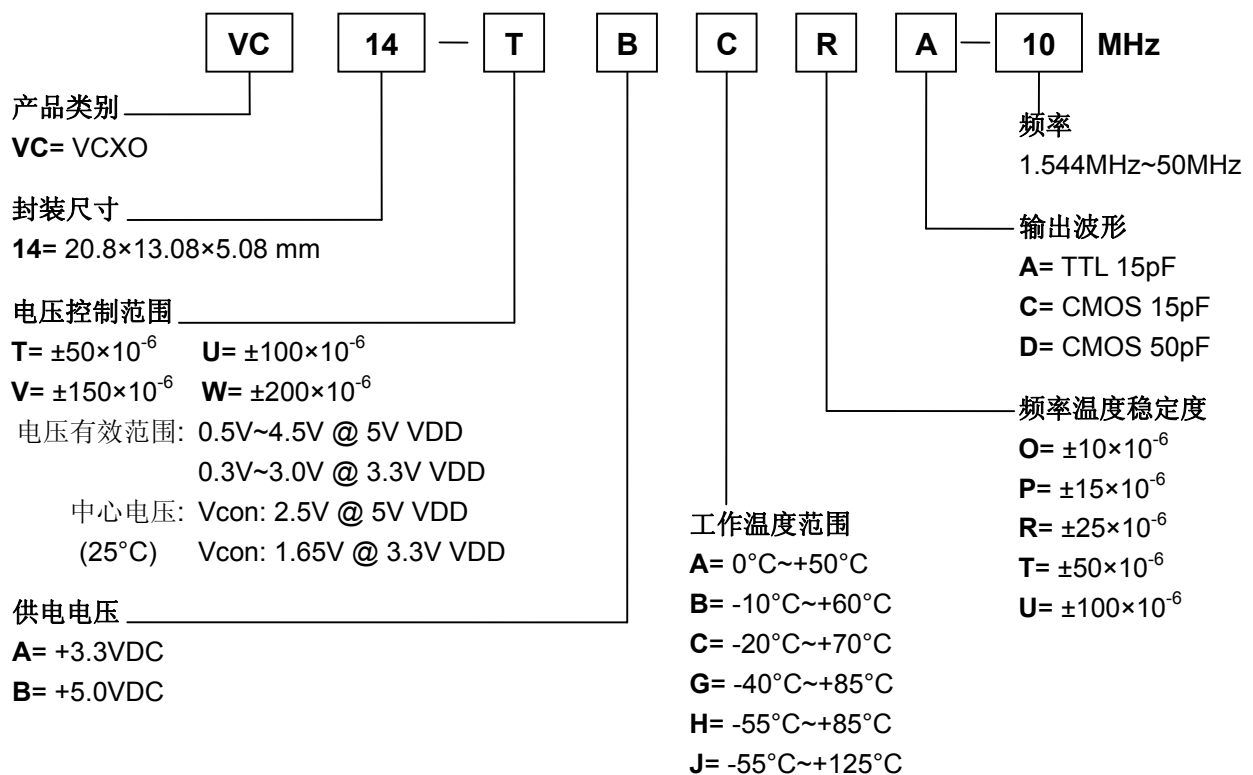 VC 14 — T B C R A — 10 MHz
产品类别
VC= VCXO
封装尺寸
14= 20.8×13.08×5.08 mm
电压控制范围
T= ±50×10⁻⁶ U= ±100×10⁻⁶
V= ±150×10⁻⁶ W= ±200×10⁻⁶
电压有效范围: 0.5V~4.5V @ 5V VDD
0.3V~3.0V @ 3.3V VDD
中心电压: Vcon: 2.5V @ 5V VDD
(25°C) Vcon: 1.65V @ 3.3V VDD
供电电压
A= +3.3VDC
B= +5.0VDC
工作温度范围
A= 0°C~+50°C
B= -10°C~+60°C
C= -20°C~+70°C
G= -40°C~+85°C
H= -55°C~+85°C
J= -55°C~+125°C
频率
1.544MHz~50MHz
输出波形
A= TTL 15pF
C= CMOS 15pF
D= CMOS 50pF
频率温度稳定度
O= ±10×10⁻⁶
P= ±15×10⁻⁶
R= ±25×10⁻⁶
T= ±50×10⁻⁶
U= ±100×10⁻⁶